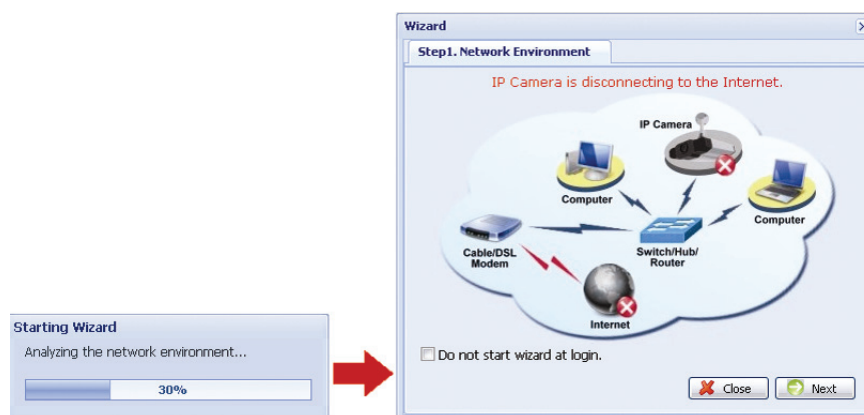 Starting Wizard
Analyzing the network environment...
30%
Wizard
Step1. Network Environment
IP Camera is disconnecting to the Internet.
IP Camera
Computer
Computer
Cable/DSL
Modem
Switch/Hub/
Router
Internet
Do not start wizard at login.
Close
Next